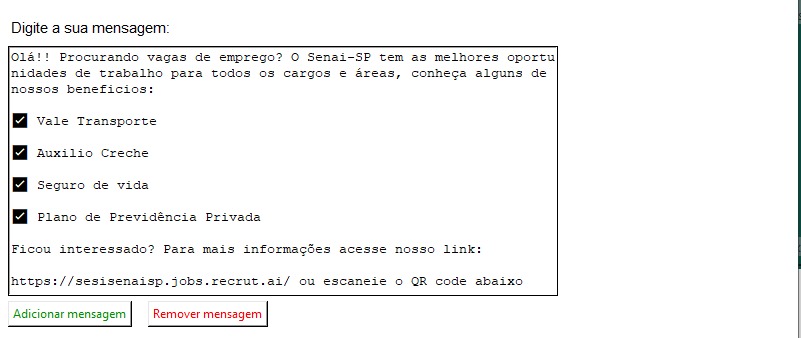 Digite a sua mensagem:
Olá!! Procurando vagas de emprego? O Senai-SP tem as melhores oportu
nidades de trabalho para todos os cargos e áreas, conheça alguns de
nossos beneficios:
✅ Vale Transporte
✅ Auxilio Creche
✅ Seguro de vida
✅ Plano de Previdência Privada
Ficou interessado? Para mais informações acesse nosso link:
https://sesisenaisp.jobs.recrut.ai/ ou escaneie o QR code abaixo
Adicionar mensagem Remover mensagem